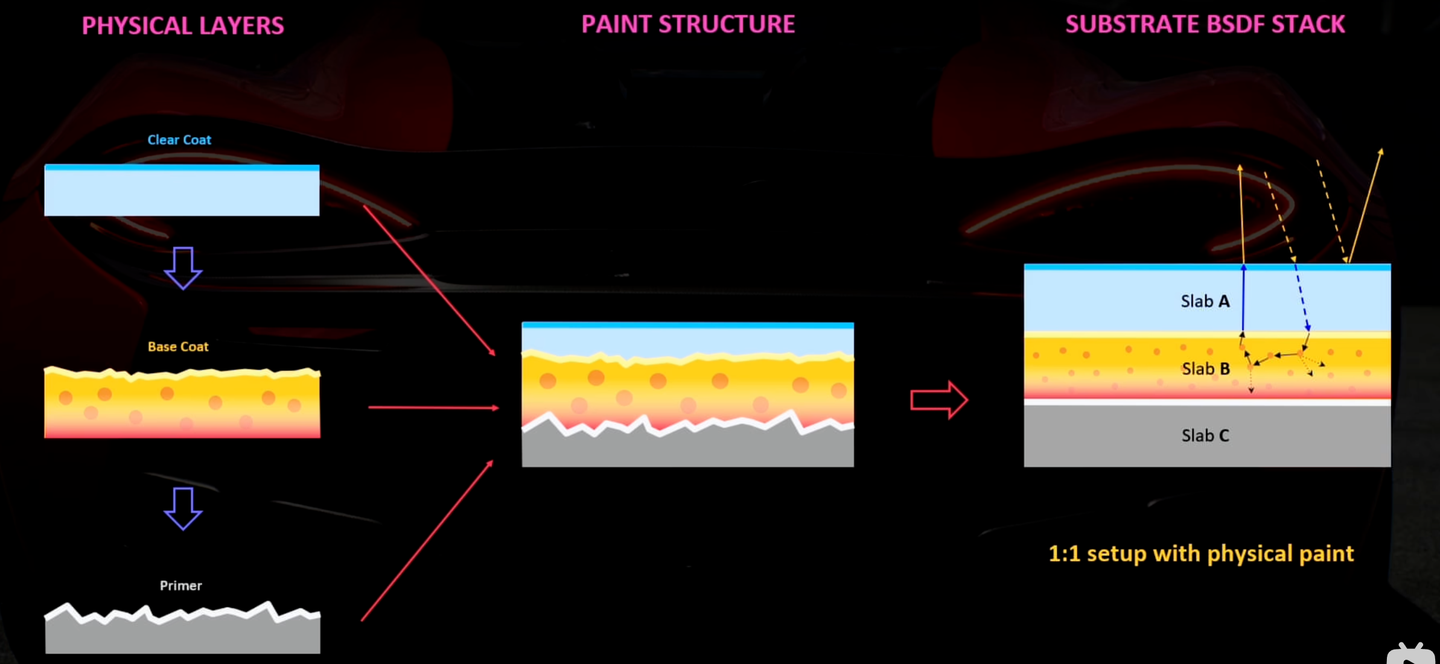 PHYSICAL LAYERS
PAINT STRUCTURE
SUBSTRATE BSDF STACK
Clear Coat
Base Coat
Primer
Slab A
Slab B
Slab C
1:1 setup with physical paint